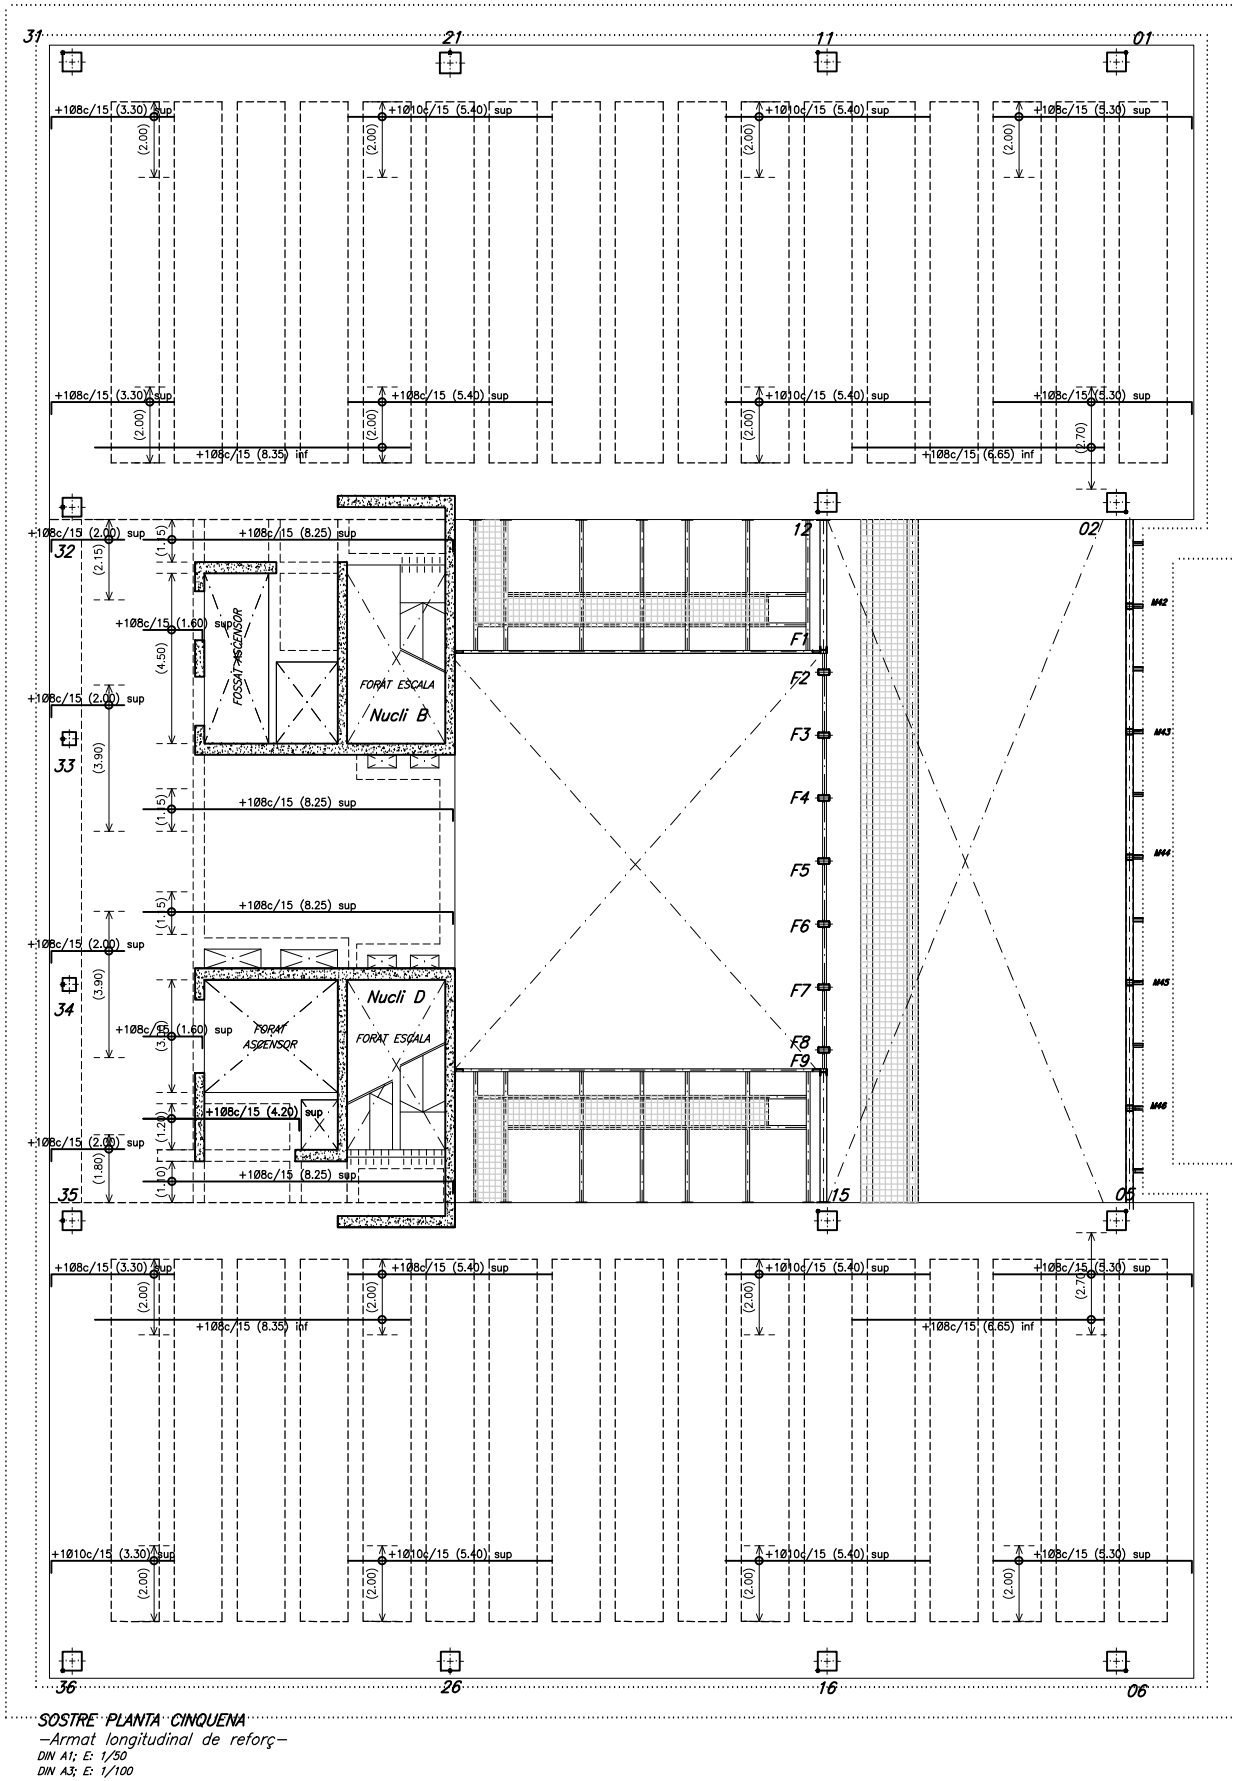 31
21
11
01
+1Ø8c/15 (3.30) sup
+1Ø10c/15 (5.40) sup
+1Ø10c/15 (5.40) sup
+1Ø8c/15 (5.30) sup
(2.00)
(2.00)
(2.00)
(2.00)
+1Ø8c/15 (3.30) sup
+1Ø8c/15 (5.40) sup
+1Ø10c/15 (5.40) sup
+1Ø8c/15 (5.30) sup
(2.00)
(2.00)
(2.00)
(2.70)
+1Ø8c/15 (8.35) inf
+1Ø8c/15 (6.65) inf
+1Ø8c/15 (2.00) sup
+1Ø8c/15 (8.25) sup
12
02
32
(2.15)
(1.15)
M42
+1Ø8c/15 (1.60) sup
F1
(4.50)
FOSSAT ASCENSOR
FORAT ESCALA
F2
+1Ø8c/15 (2.00) sup
Nucli B
F3
M43
33
(3.90)
F4
+1Ø8c/15 (8.25) sup
(1.15)
M44
F5
+1Ø8c/15 (8.25) sup
(1.15)
F6
+1Ø8c/15 (2.00) sup
(3.90)
34
Nucli D
F7
M45
+1Ø8c/15 (1.60) sup
FORAT
ASCENSOR
FORAT ESCALA
F8
F9
+1Ø8c/15 (4.20) sup
(1.20)
M46
+1Ø8c/15 (2.00) sup
(1.80)
(1.10)
+1Ø8c/15 (8.25) sup
35
15
05
+1Ø8c/15 (3.30) sup
+1Ø8c/15 (5.40) sup
+1Ø10c/15 (5.40) sup
+1Ø8c/15 (5.30) sup
(2.00)
(2.00)
(2.00)
(2.70)
+1Ø8c/15 (8.35) inf
+1Ø8c/15 (6.65) inf
+1Ø10c/15 (3.30) sup
+1Ø10c/15 (5.40) sup
+1Ø10c/15 (5.40) sup
+1Ø8c/15 (5.30) sup
(2.00)
(2.00)
(2.00)
(2.00)
36
26
16
06
SOSTRE PLANTA CINQUENA
-Armat longitudinal de reforç-
DIN A1; E: 1/50
DIN A3; E: 1/100